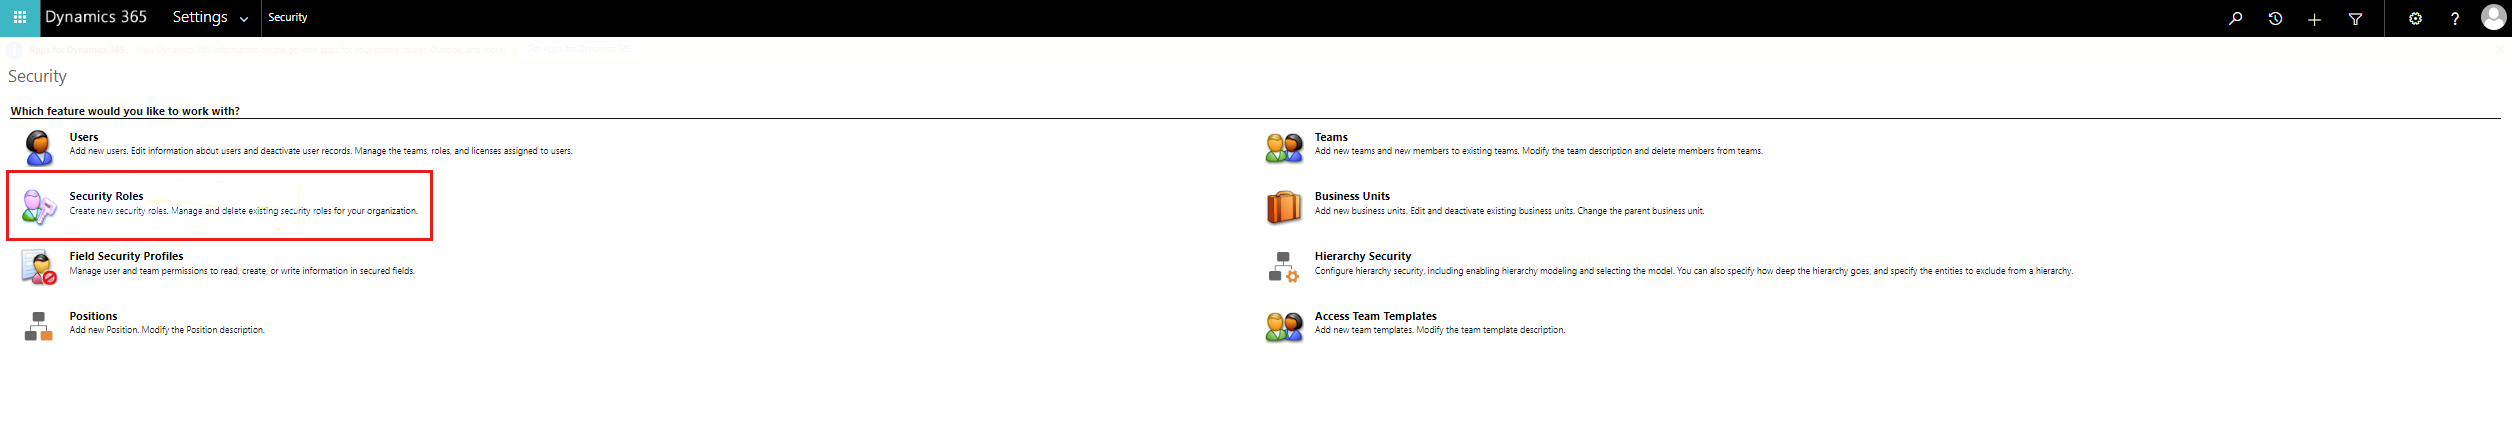 Dynamics 365 Settings Security
Security
Which feature would you like to work with?
Users
Add new users. Edit information about users and deactivate user records. Manage the teams, roles, and licenses assigned to users.
Teams
Add new teams and new members to existing teams. Modify the team description and delete members from teams.
Security Roles
Create new security roles. Manage and delete existing security roles for your organization.
Business Units
Add new business units. Edit and deactivate existing business units. Change the parent business unit.
Field Security Profiles
Manage user and team permissions to read, create, or write information in secured fields.
Hierarchy Security
Configure hierarchy security, including enabling hierarchy modeling and selecting the model. You can also specify how deep the hierarchy goes, and specify the entities to exclude from a hierarchy.
Positions
Add new Position. Modify the Position description.
Access Team Templates
Add new team templates. Modify the team template description.